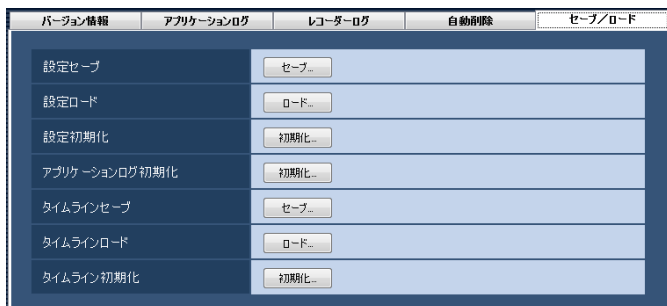 バージョン情報 アプリケーションログ レコーダーログ 自動削除 セーブ/ロード
設定セーブ セーブ...
設定ロード ロード...
設定初期化 初期化...
アプリケーションログ初期化 初期化...
タイムラインセーブ セーブ...
タイムラインロード ロード...
タイムライン初期化 初期化...